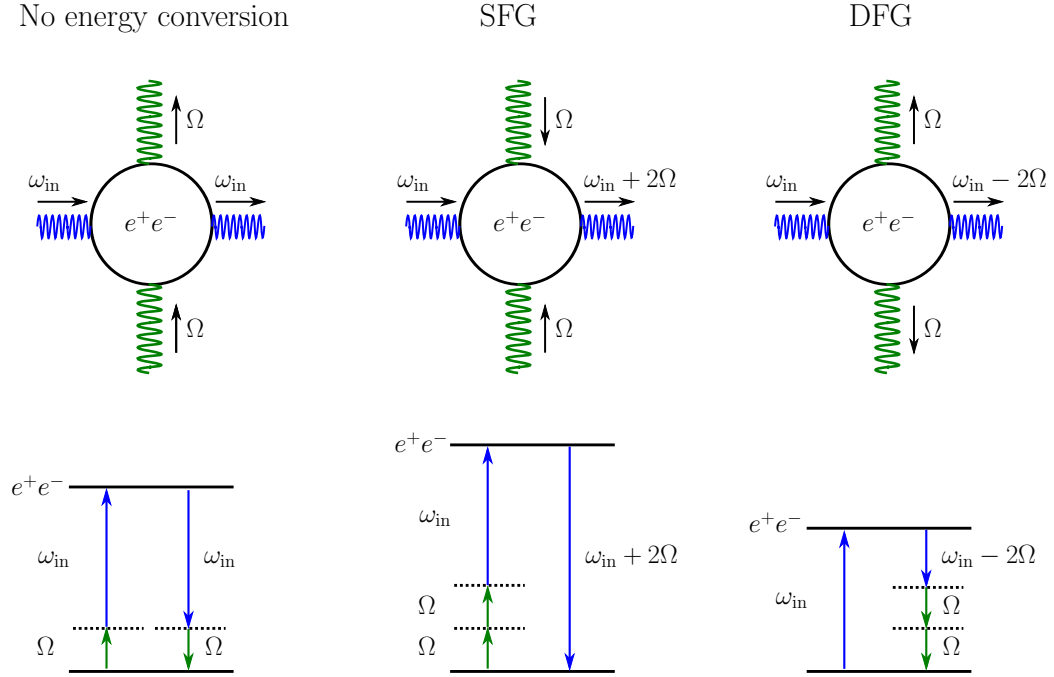 No energy conversion
SFG
DFG
Ω
ω_in
ω_in
e⁺e⁻
Ω
Ω
ω_in
ω_in + 2Ω
e⁺e⁻
Ω
Ω
ω_in
ω_in − 2Ω
e⁺e⁻
Ω
e⁺e⁻
ω_in
ω_in
Ω
Ω
e⁺e⁻
ω_in
ω_in + 2Ω
Ω
Ω
e⁺e⁻
ω_in − 2Ω
ω_in
Ω
Ω